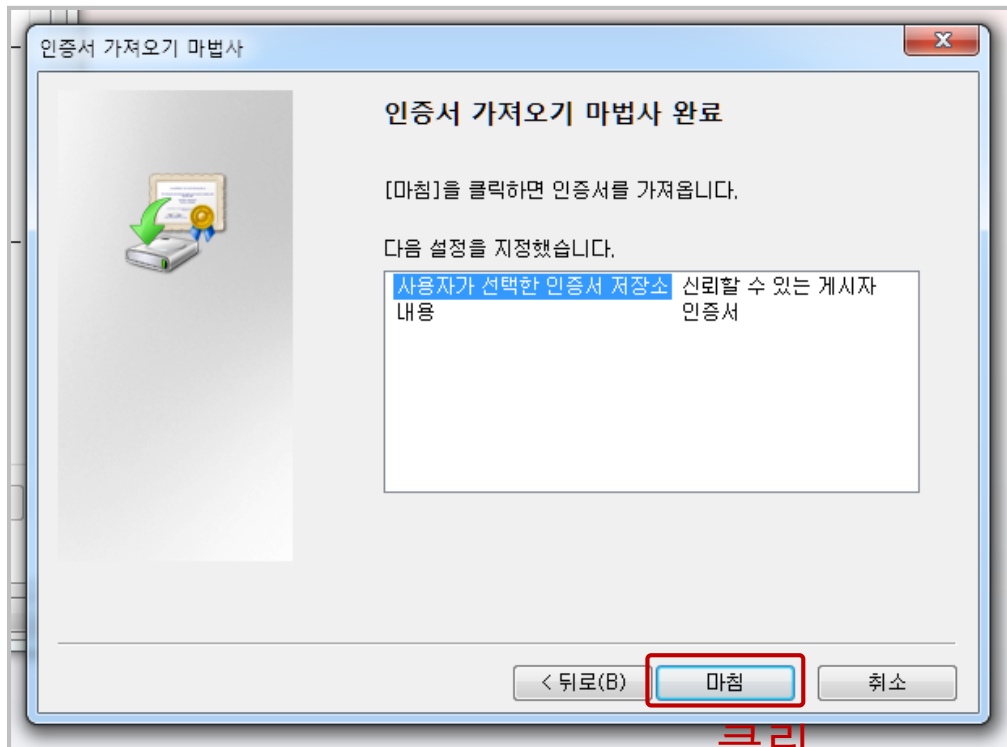 인증서 가져오기 마법사
인증서 가져오기 마법사 완료
[마침]을 클릭하면 인증서를 가져옵니다.
다음 설정을 지정했습니다.
사용자가 선택한 인증서 저장소 신뢰할 수 있는 게시자
내용 인증서
< 뒤로(B) 마침 취소